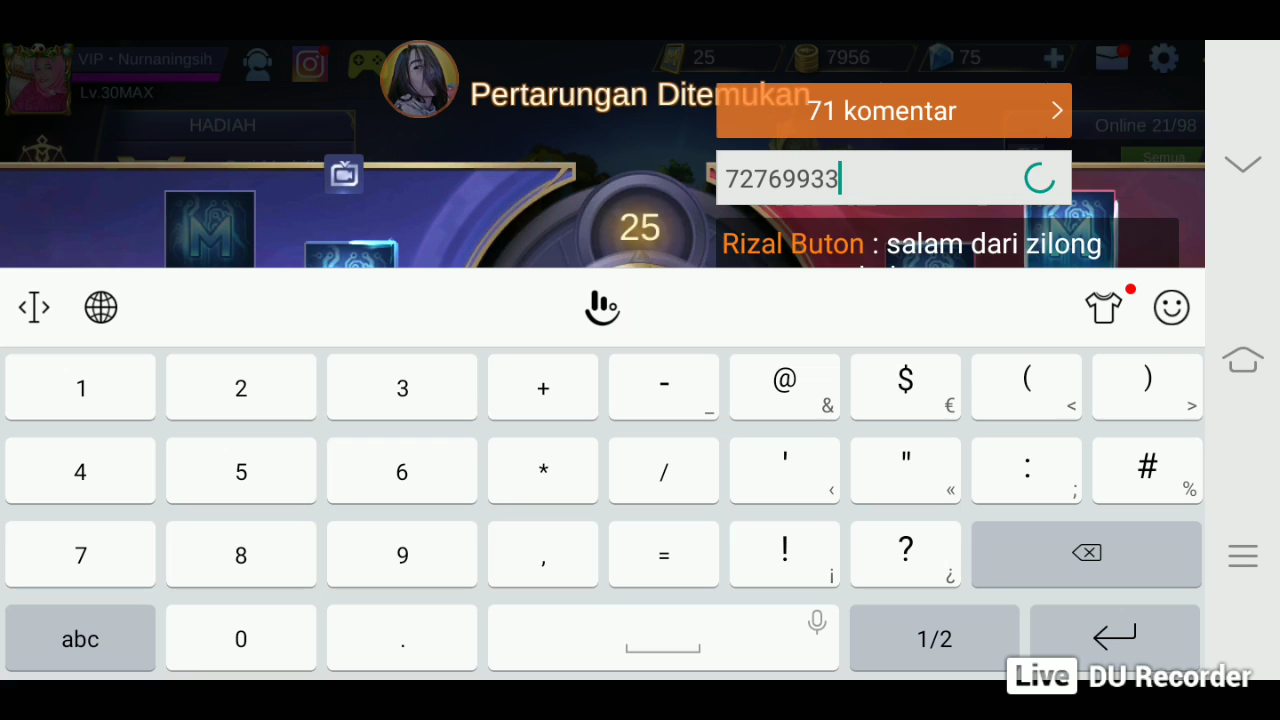 VIP • Nurnaningsih
Lv.30MAX
25
7956
75
HADIAH
Pertarungan Ditemukan
71 komentar
Online 21/98
Semua
72769933
25
Rizal Buton : salam dari zilong
1 2 3 + - _ @ & $ € ( < ) >
4 5 6 * / ' ‹ " « : ; # %
7 8 9 , = ! ¡ ? ¿
abc 0 . 1/2
Live DU Recorder